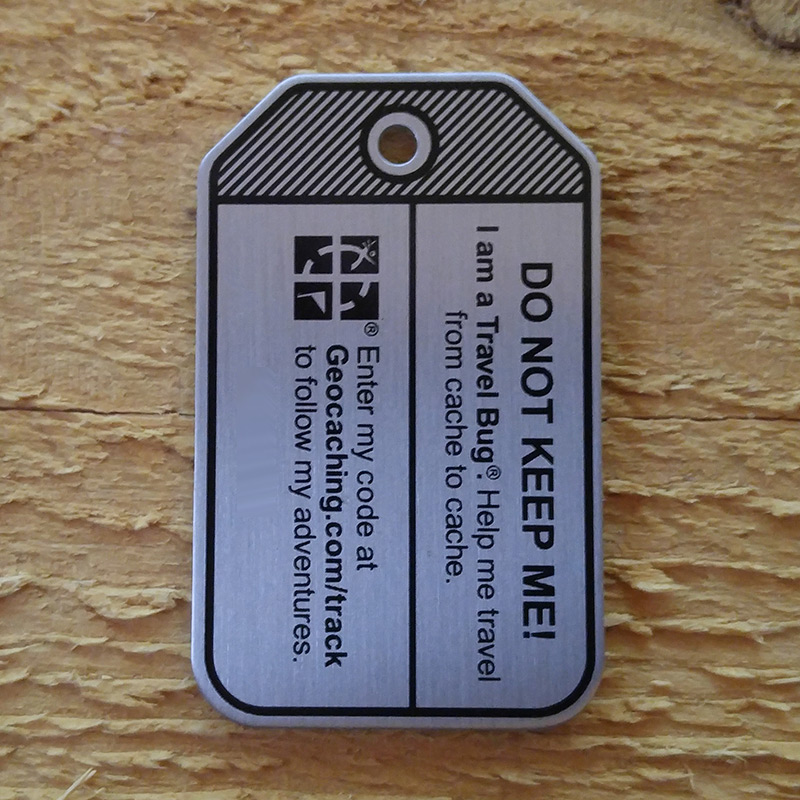 DO NOT KEEP ME!
I am a Travel Bug®. Help me travel
from cache to cache.
® Enter my code at
Geocaching.com/track
to follow my adventures.